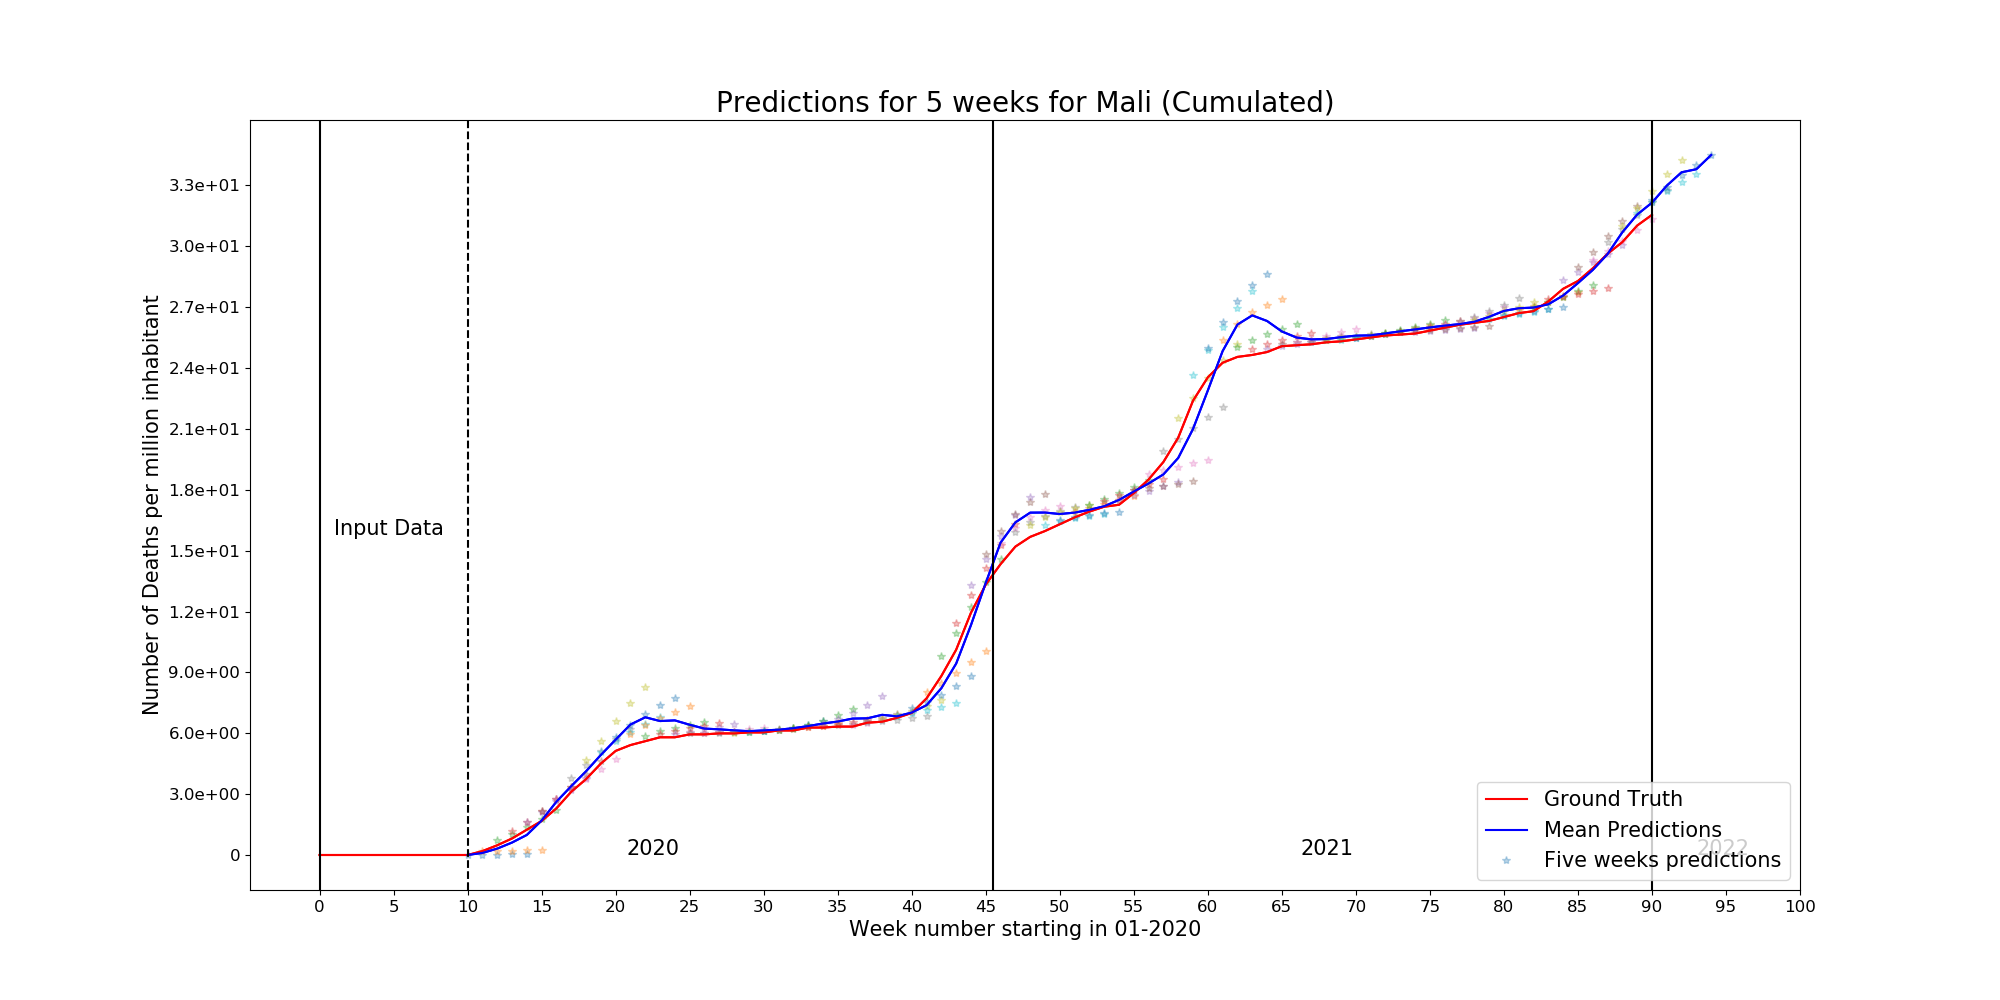 Predictions for 5 weeks for Mali (Cumulated)
Number of Deaths per million inhabitant
3.3e+01
3.0e+01
2.7e+01
2.4e+01
2.1e+01
1.8e+01
1.5e+01
1.2e+01
9.0e+00
6.0e+00
3.0e+00
0
Input Data
2020
2021
2022
Ground Truth
Mean Predictions
Five weeks predictions
0 5 10 15 20 25 30 35 40 45 50 55 60 65 70 75 80 85 90 95 100
Week number starting in 01-2020